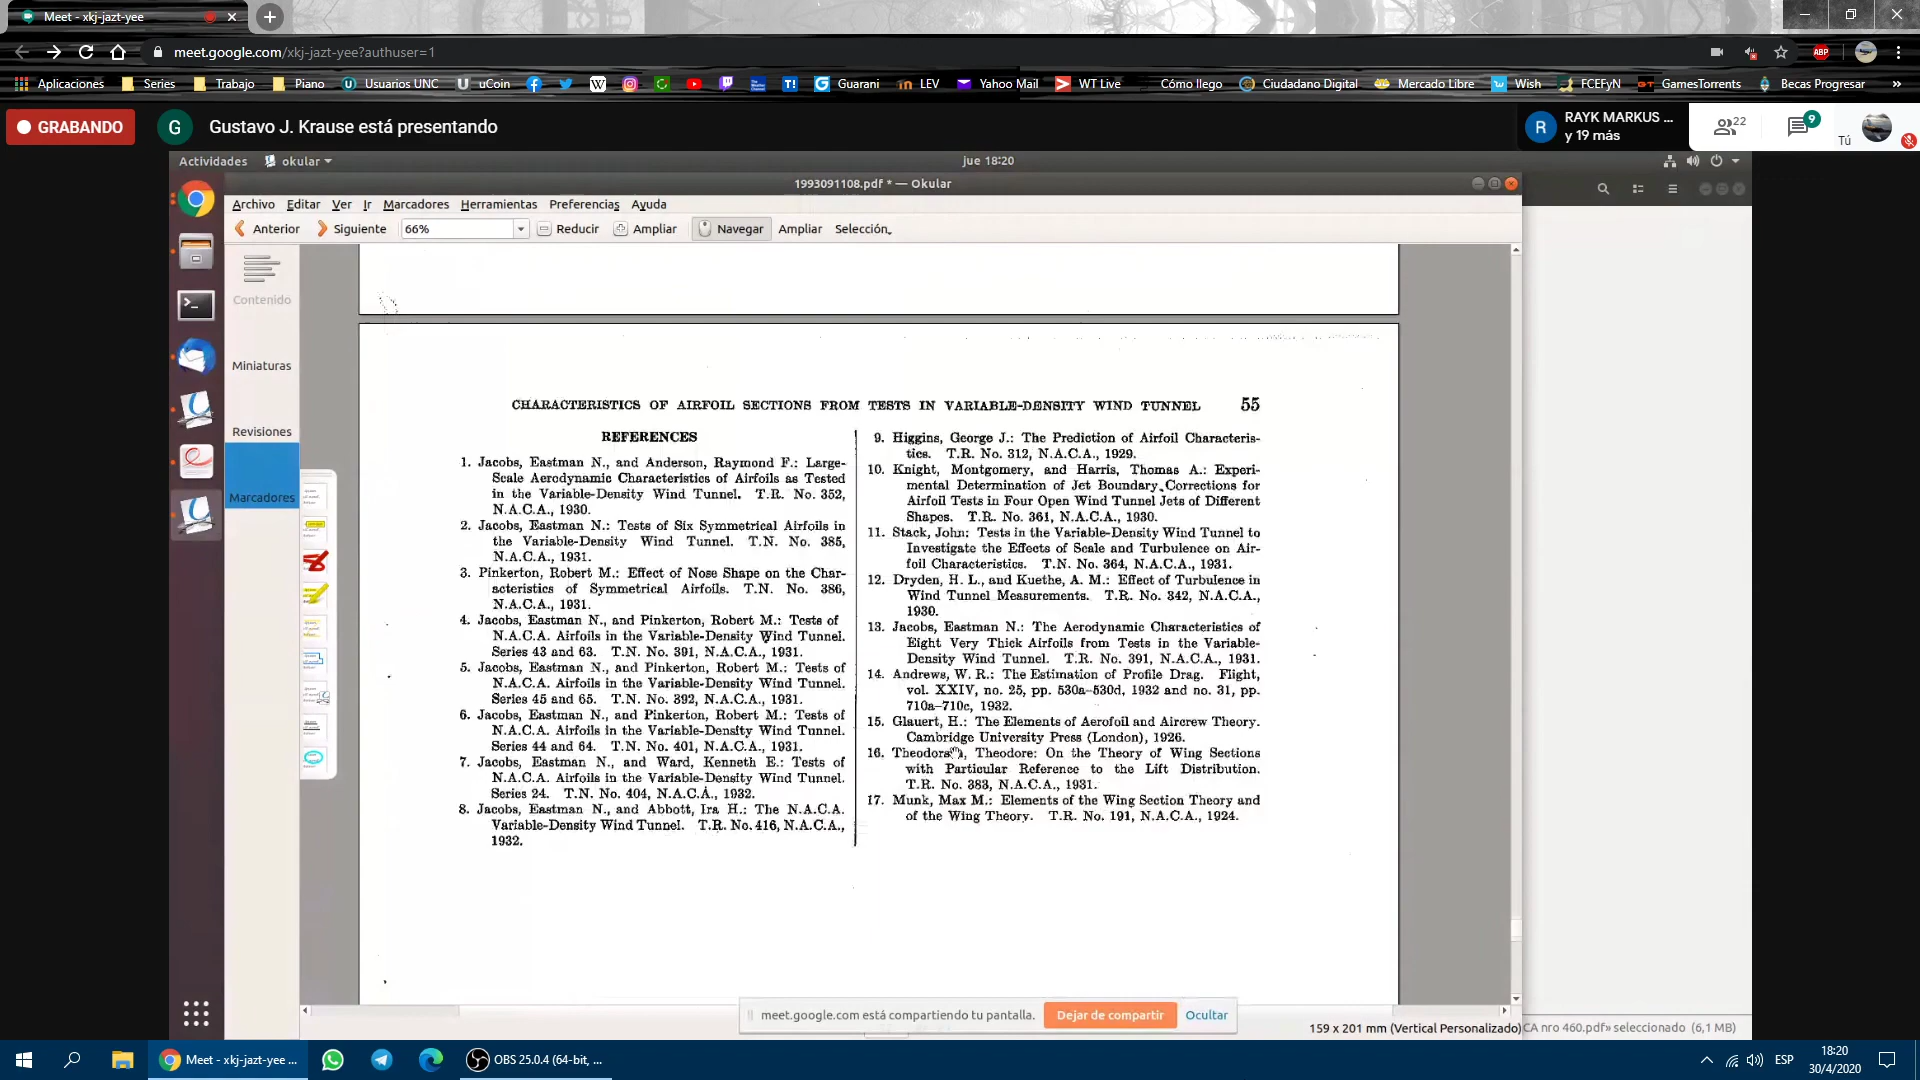 Meet - xkj-jazt-yee
meet.google.com/xkj-jazt-yee?authuser=1
ABP
Aplicaciones Series Trabajo Piano Usuarios UNC uCoin Guarani LEV Yahoo Mail WT Live Cómo llego Ciudadano Digital Mercado Libre Wish FCEFyN GamesTorrents Becas Progresar »
GRABANDO
G Gustavo J. Krause está presentando
R RAYK MARKUS ...
y 19 más
22
9
Tú
Actividades okular jue 18:20
1993091108.pdf * — Okular
Archivo Editar Ver Ir Marcadores Herramientas Preferencias Ayuda
Anterior Siguiente 66% Reducir Ampliar Navegar Ampliar Selección
Contenido
Miniaturas
Revisiones
Marcadores
CHARACTERISTICS OF AIRFOIL SECTIONS FROM TESTS IN VARIABLE-DENSITY WIND TUNNEL 55
REFERENCES
1. Jacobs, Eastman N., and Anderson, Raymond F.: Large-
Scale Aerodynamic Characteristics of Airfoils as Tested
in the Variable-Density Wind Tunnel. T.R. No. 352,
N.A.C.A., 1930.
2. Jacobs, Eastman N.: Tests of Six Symmetrical Airfoils in
the Variable-Density Wind Tunnel. T.N. No. 385,
N.A.C.A., 1931.
3. Pinkerton, Robert M.: Effect of Nose Shape on the Char-
acteristics of Symmetrical Airfoils. T.N. No. 386,
N.A.C.A., 1931.
4. Jacobs, Eastman N., and Pinkerton, Robert M.: Tests of
N.A.C.A. Airfoils in the Variable-Density Wind Tunnel.
Series 43 and 63. T.N. No. 391, N.A.C.A., 1931.
5. Jacobs, Eastman N., and Pinkerton, Robert M.: Tests of
N.A.C.A. Airfoils in the Variable-Density Wind Tunnel.
Series 45 and 65. T.N. No. 392, N.A.C.A., 1931.
6. Jacobs, Eastman N., and Pinkerton, Robert M.: Tests of
N.A.C.A. Airfoils in the Variable-Density Wind Tunnel.
Series 44 and 64. T.N. No. 401, N.A.C.A., 1931.
7. Jacobs, Eastman N., and Ward, Kenneth E.: Tests of
N.A.C.A. Airfoils in the Variable-Density Wind Tunnel.
Series 24. T.N. No. 404, N.A.C.A., 1932.
8. Jacobs, Eastman N., and Abbott, Ira H.: The N.A.C.A.
Variable-Density Wind Tunnel. T.R. No. 416, N.A.C.A.,
1932.
9. Higgins, George J.: The Prediction of Airfoil Characteris-
tics. T.R. No. 312, N.A.C.A., 1929.
10. Knight, Montgomery, and Harris, Thomas A.: Experi-
mental Determination of Jet Boundary Corrections for
Airfoil Tests in Four Open Wind Tunnel Jets of Different
Shapes. T.R. No. 361, N.A.C.A., 1930.
11. Stack, John: Tests in the Variable-Density Wind Tunnel to
Investigate the Effects of Scale and Turbulence on Air-
foil Characteristics. T.N. No. 364, N.A.C.A., 1931.
12. Dryden, H. L., and Kuethe, A. M.: Effect of Turbulence in
Wind Tunnel Measurements. T.R. No. 342, N.A.C.A.,
1930.
13. Jacobs, Eastman N.: The Aerodynamic Characteristics of
Eight Very Thick Airfoils from Tests in the Variable-
Density Wind Tunnel. T.R. No. 391, N.A.C.A., 1931.
14. Andrews, W. R.: The Estimation of Profile Drag. Flight,
vol. XXIV, no. 25, pp. 530a–530d, 1932 and no. 31, pp.
710a–710c, 1932.
15. Glauert, H.: The Elements of Aerofoil and Airscrew Theory.
Cambridge University Press (London), 1926.
16. Theodorsen, Theodore: On the Theory of Wing Sections
with Particular Reference to the Lift Distribution.
T.R. No. 383, N.A.C.A., 1931.
17. Munk, Max M.: Elements of the Wing Section Theory and
of the Wing Theory. T.R. No. 191, N.A.C.A., 1924.
meet.google.com está compartiendo tu pantalla. Dejar de compartir Ocultar
159 x 201 mm (Vertical Personalizado) CA nro 460.pdf» seleccionado (6,1 MB)
Meet - xkj-jazt-yee ... OBS 25.0.4 (64-bit, ... ESP 18:20
30/4/2020